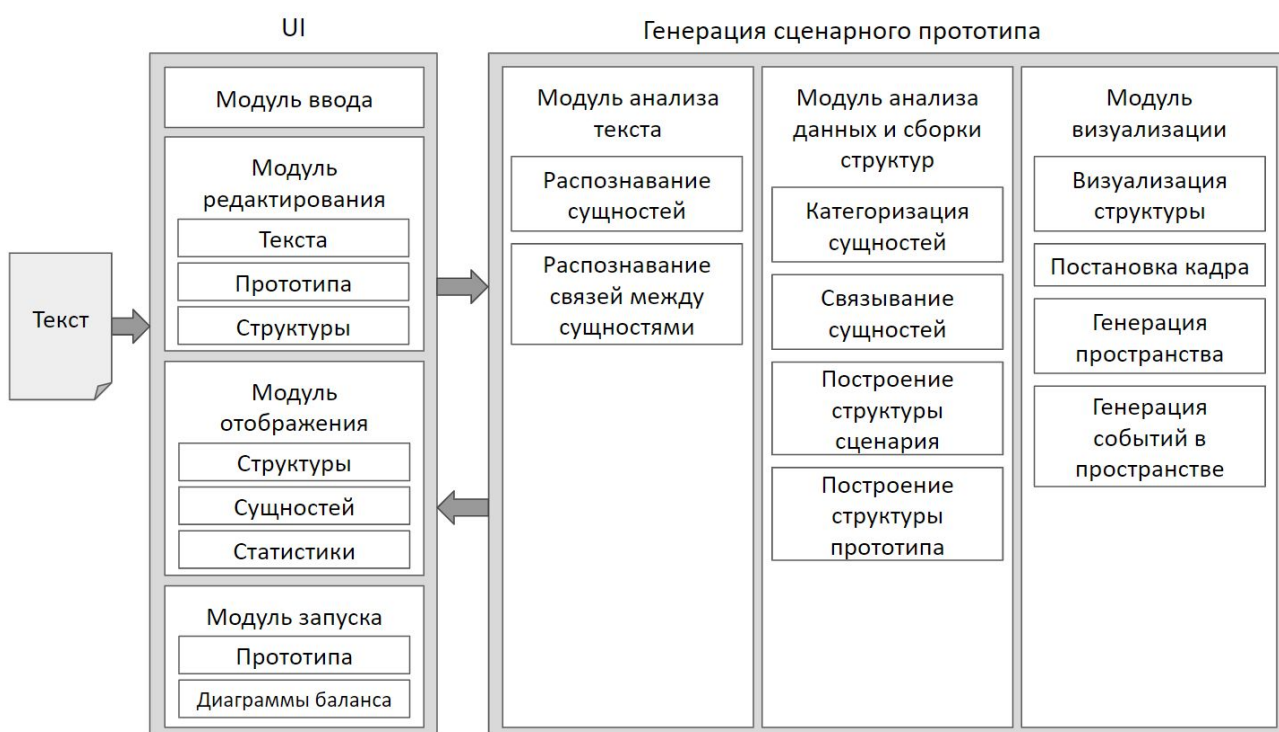 UI
Генерация сценарного прототипа
Текст
Модуль ввода
Модуль
редактирования
Текста
Прототипа
Структуры
Модуль
отображения
Структуры
Сущностей
Статистики
Модуль запуска
Прототипа
Диаграммы баланса
Модуль анализа
текста
Распознавание
сущностей
Распознавание
связей между
сущностями
Модуль анализа
данных и сборки
структур
Категоризация
сущностей
Связывание
сущностей
Построение
структуры
сценария
Построение
структуры
прототипа
Модуль
визуализации
Визуализация
структуры
Постановка кадра
Генерация
пространства
Генерация
событий в
пространстве